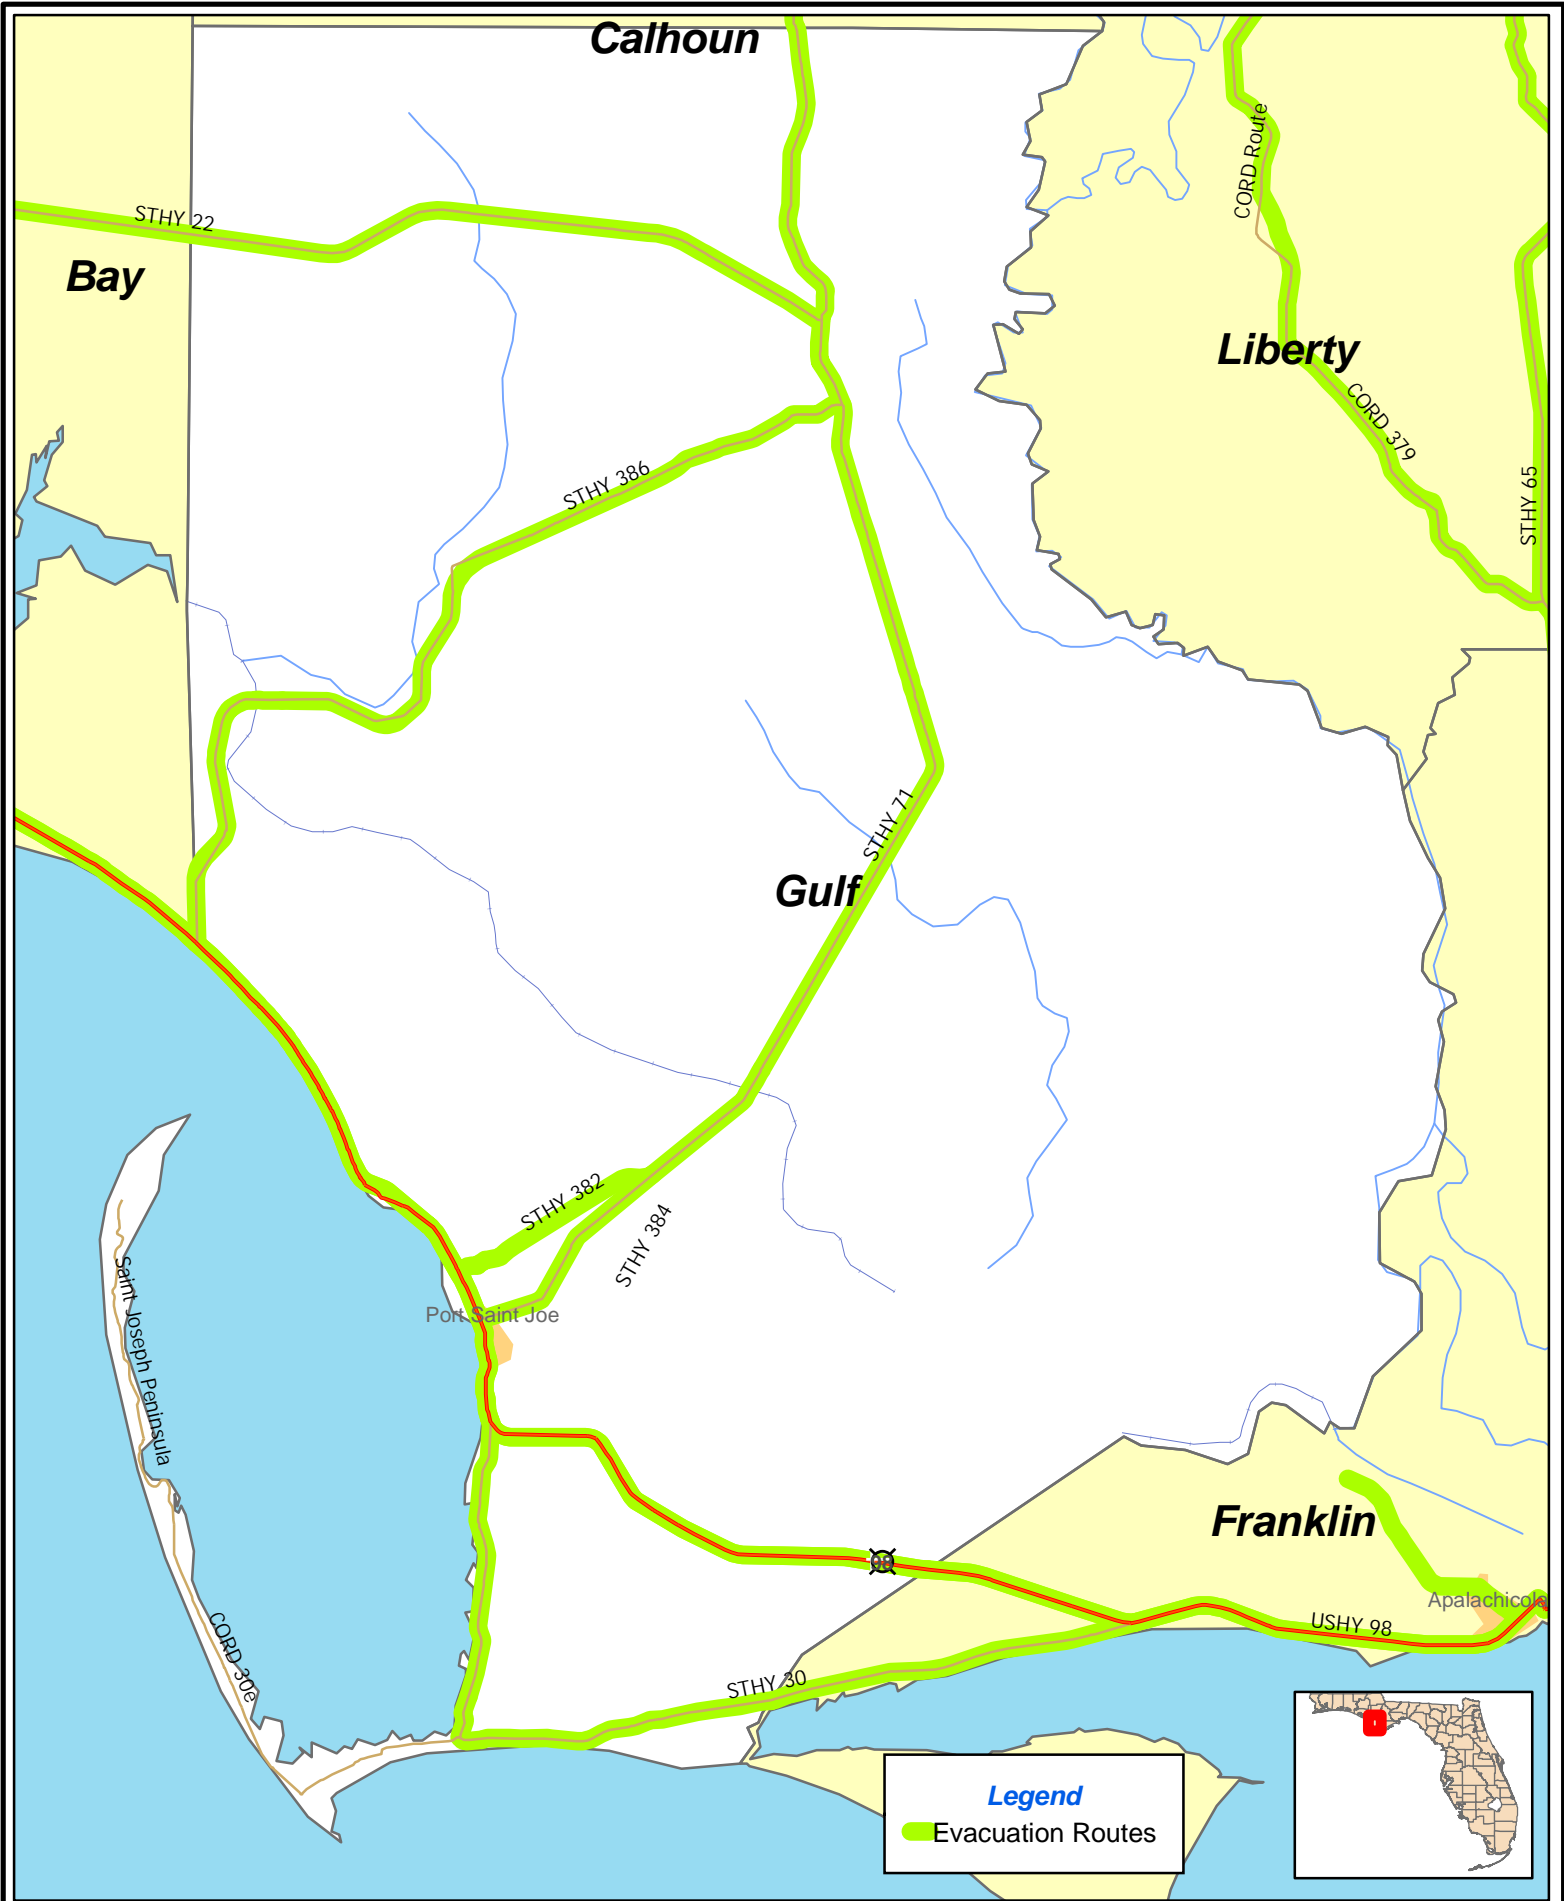 Calhoun
CORD Route
STHY 22
Bay
Liberty
CORD 379
STHY 386
STHY 65
STHY 71
Gulf
STHY 382
STHY 384
Saint Joseph Peninsula
Port Saint Joe
Franklin
98
Apalachicola
USHY 98
CORD 30e
STHY 30
Legend
Evacuation Routes